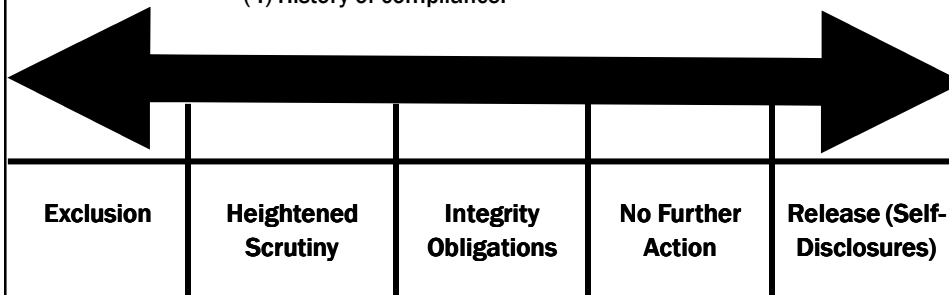 (4) History of compliance.
Exclusion
Heightened
Scrutiny
Integrity
Obligations
No Further
Action
Release (Self-
Disclosures)